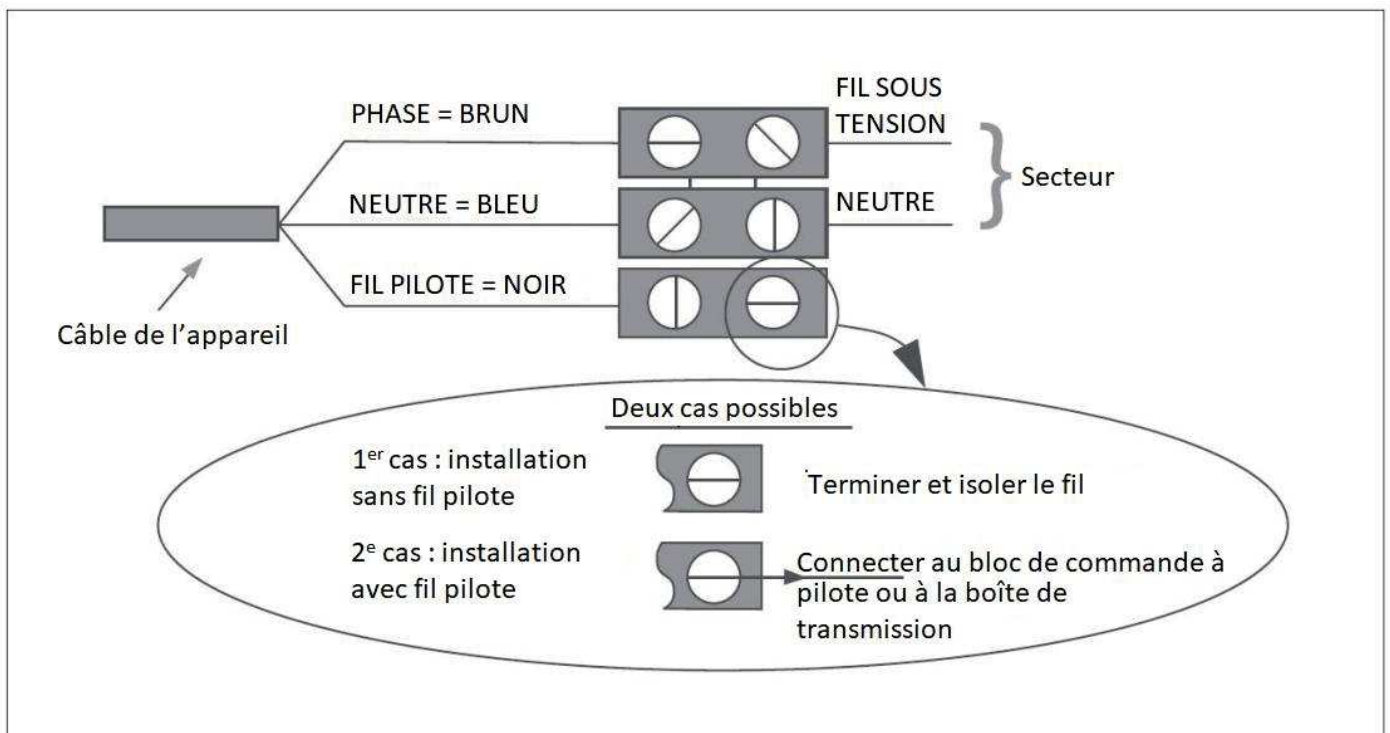 PHASE = BRUN
FIL SOUS
TENSION
Secteur
NEUTRE = BLEU
NEUTRE
FIL PILOTE = NOIR
Câble de l’appareil
Deux cas possibles
1er cas : installation
sans fil pilote
Terminer et isoler le fil
2e cas : installation
avec fil pilote
Connecter au bloc de commande à
pilote ou à la boîte de
transmission